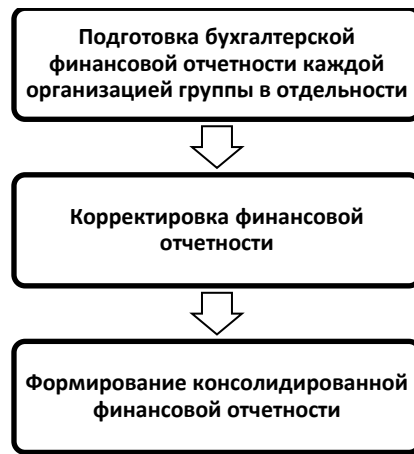 Подготовка бухгалтерской
финансовой отчетности каждой
организацией группы в отдельности
Корректировка финансовой
отчетности
Формирование консолидированной
финансовой отчетности